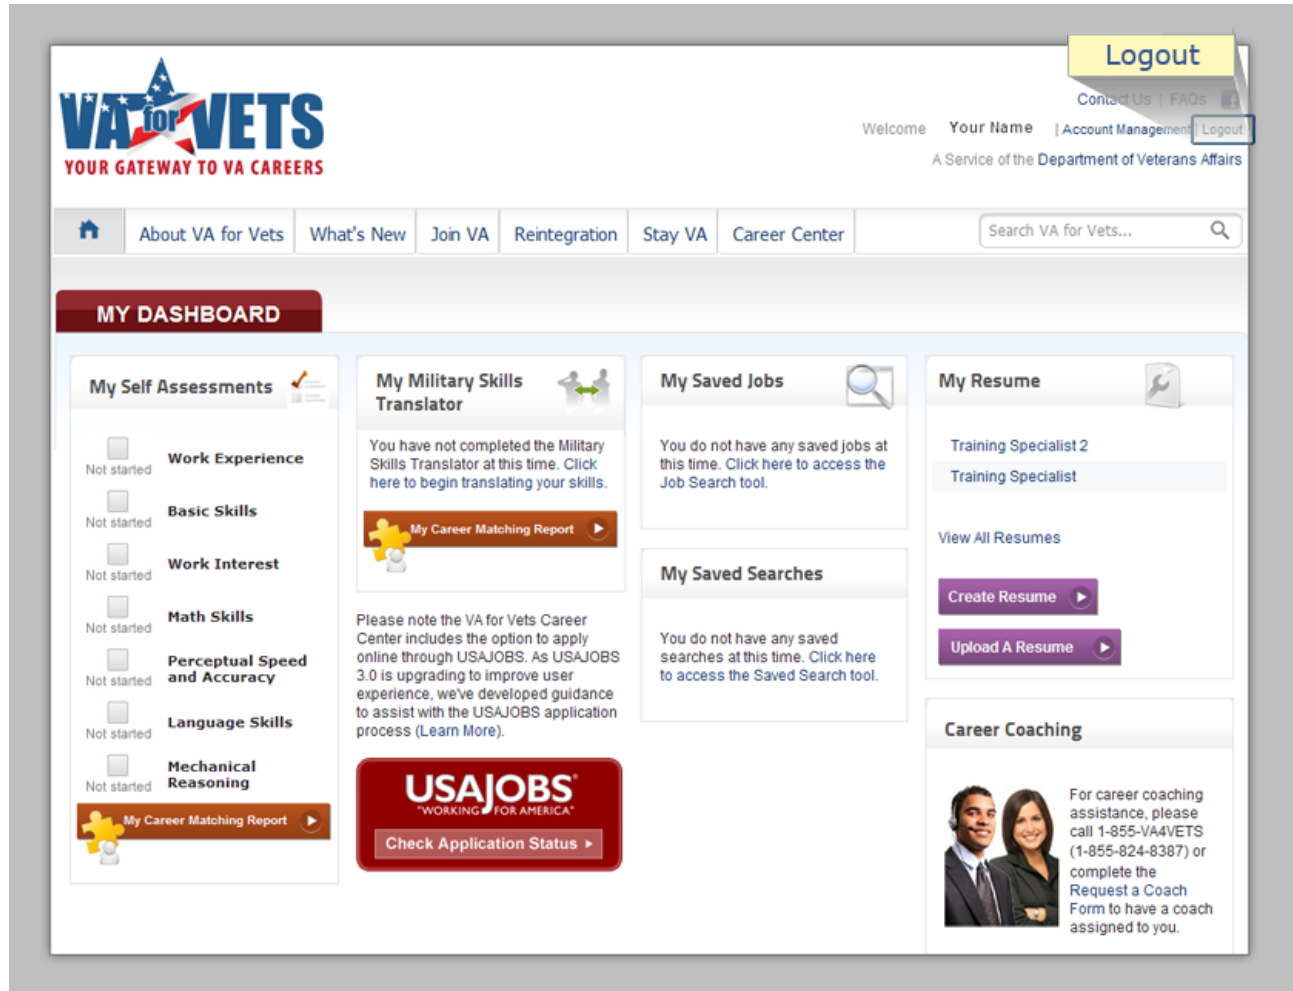 Logout
VA for VETS
YOUR GATEWAY TO VA CAREERS
Contact Us | FAQs
Welcome Your Name | Account Management | Logout
A Service of the Department of Veterans Affairs
About VA for Vets
What's New
Join VA
Reintegration
Stay VA
Career Center
Search VA for Vets...
MY DASHBOARD
My Self Assessments
Not started
Work Experience
Not started
Basic Skills
Not started
Work Interest
Not started
Math Skills
Not started
Perceptual Speed
and Accuracy
Not started
Language Skills
Not started
Mechanical
Reasoning
My Career Matching Report
My Military Skills
Translator
You have not completed the Military
Skills Translator at this time. Click
here to begin translating your skills.
My Career Matching Report
Please note the VA for Vets Career
Center includes the option to apply
online through USAJOBS. As USAJOBS
3.0 is upgrading to improve user
experience, we've developed guidance
to assist with the USAJOBS application
process (Learn More).
USAJOBS
"WORKING FOR AMERICA"
Check Application Status
My Saved Jobs
You do not have any saved jobs at
this time. Click here to access the
Job Search tool.
My Saved Searches
You do not have any saved
searches at this time. Click here
to access the Saved Search tool.
My Resume
Training Specialist 2
Training Specialist
View All Resumes
Create Resume
Upload A Resume
Career Coaching
For career coaching
assistance, please
call 1-855-VA4VETS
(1-855-824-8387) or
complete the
Request a Coach
Form to have a coach
assigned to you.